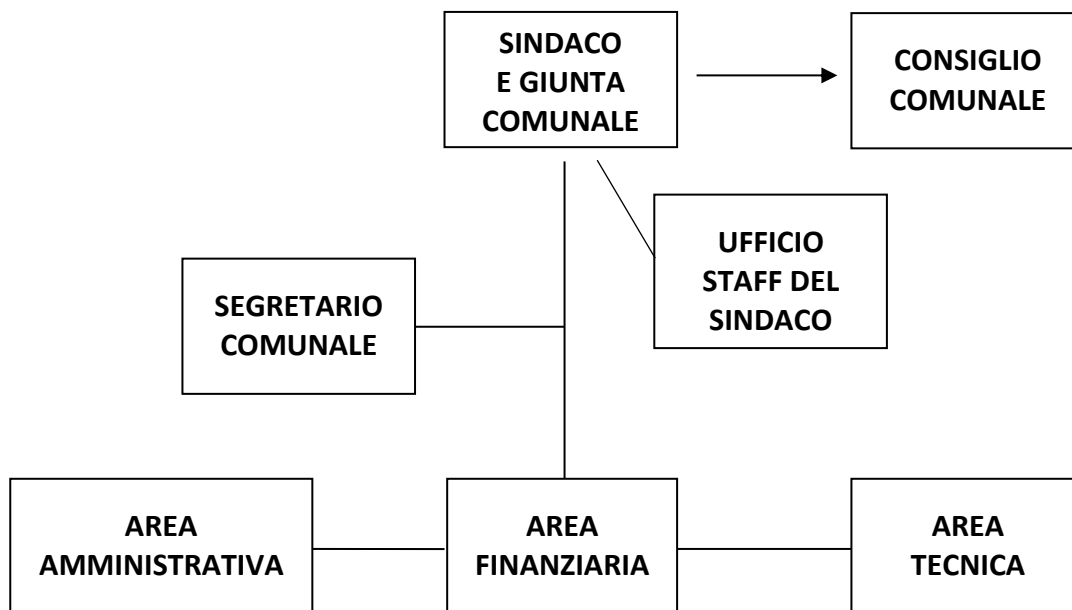 SINDACO
E GIUNTA
COMUNALE
CONSIGLIO
COMUNALE
UFFICIO
STAFF DEL
SINDACO
SEGRETARIO
COMUNALE
AREA
AMMINISTRATIVA
AREA
FINANZIARIA
AREA
TECNICA